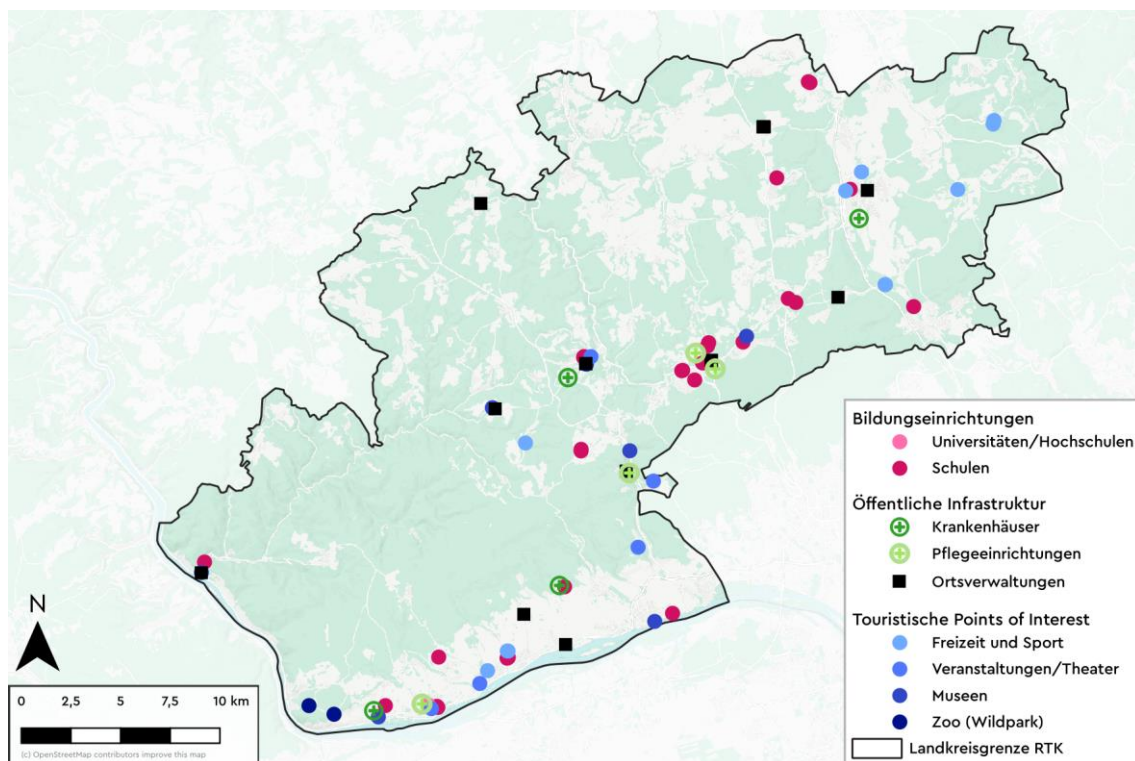 Bildungseinrichtungen
Universitäten/Hochschulen
Schulen
Öffentliche Infrastruktur
Krankenhäuser
Pflegeeinrichtungen
Ortsverwaltungen
Touristische Points of Interest
Freizeit und Sport
Veranstaltungen/Theater
Museen
Zoo (Wildpark)
Landkreisgrenze RTK
N
0 2,5 5 7,5 10 km
(c) OpenStreetMap contributors improve this map